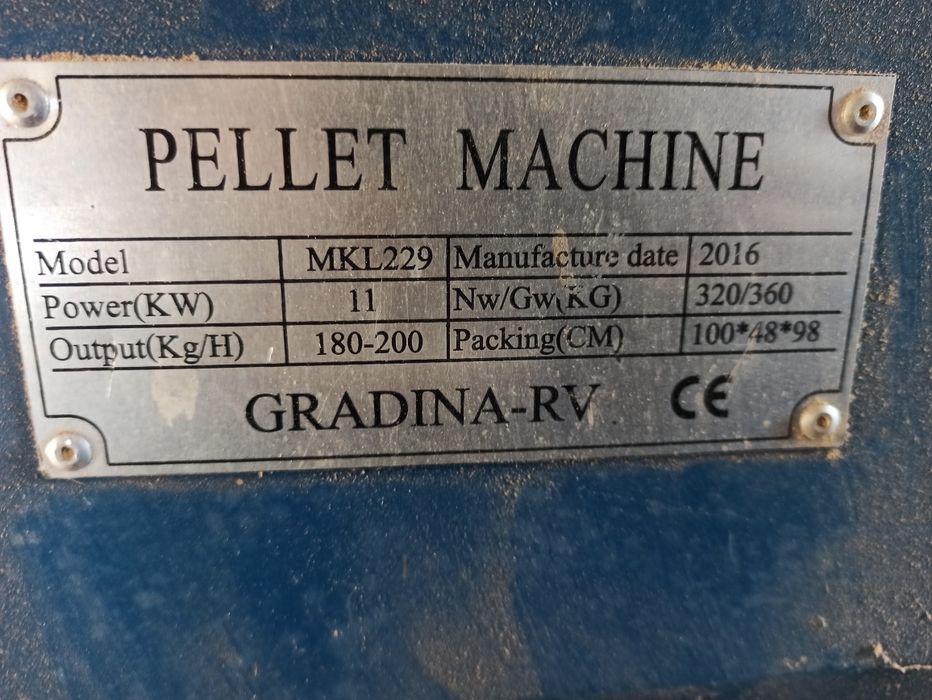 PELLET MACHINE
Model MKL229 Manufacture date 2016
Power(KW) 11 Nw/Gw(KG) 320/360
Output(Kg/H) 180-200 Packing(CM) 100*48*98
GRADINA-RV CE